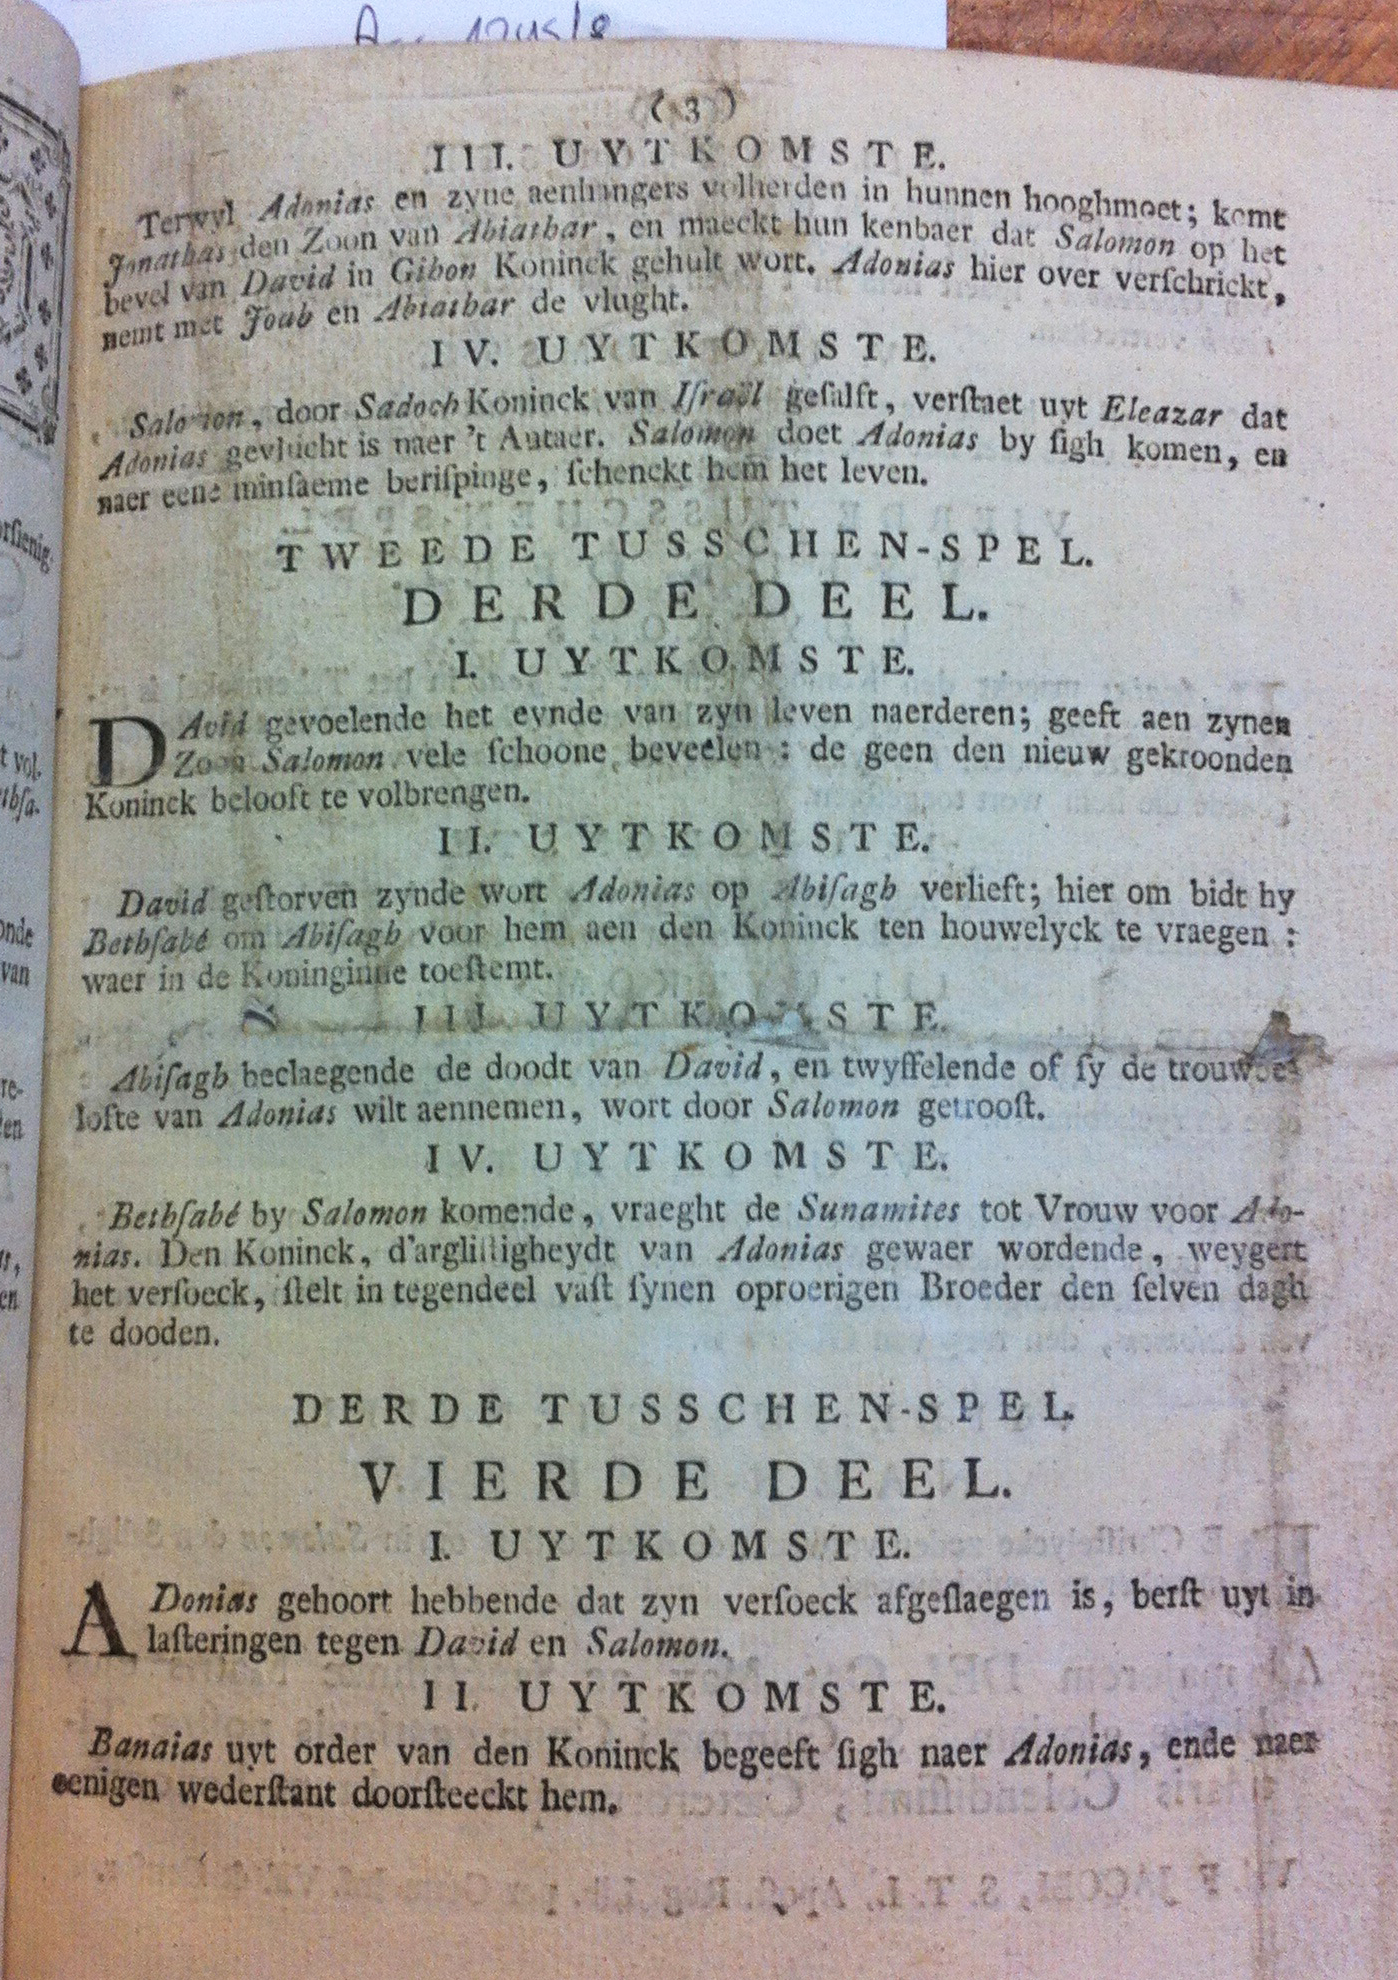 ( 3 )
III. UYTKOMSTE.
Terwyl Adonias en zyne aenhangers volherden in hunnen hooghmoet; komt
Jonathas den Zoon van Abiathar, en maeckt hun kenbaer dat Salomon op het
bevel van David in Gihon Koninck gehult wort. Adonias hier over verſchrickt,
nemt met Joab en Abiathar de vlught.
IV. UYTKOMSTE.
Salomon, door Sadoch Koninck van Iſraël geſalft, verſtaet uyt Eleazar dat
Adonias gevlucht is naer 't Autaer. Salomon doet Adonias by ſigh komen, en
naer eene minſaeme beriſpinge, ſchenckt hem het leven.
TWEEDE TUSSCHEN-SPEL.
DERDE DEEL.
I. UYTKOMSTE.
DAvid gevoelende het eynde van zyn leven naerderen; geeft aen zynen
Zoon Salomon vele ſchoone beveelen: de geen den nieuw gekroonden
Koninck belooft te volbrengen.
II. UYTKOMSTE.
David geſtorven zynde wort Adonias op Abiſagh verlieft; hier om bidt hy
Bethſabé om Abiſagh voor hem aen den Koninck ten houwelyck te vraegen:
waer in de Koninginne toeſtemt.
III. UYTKOMSTE.
Abiſagh beclaegende de doodt van David, en twyffelende of ſy de trouwbe-
lofte van Adonias wilt aennemen, wort door Salomon getrooſt.
IV. UYTKOMSTE.
Bethſabé by Salomon komende, vraeght de Sunamites tot Vrouw voor Ado-
nias. Den Koninck, d'argliſtigheydt van Adonias gewaer wordende, weygert
het verſoeck, ſtelt in tegendeel vaſt ſynen oproerigen Broeder den ſelven dagh
te dooden.
DERDE TUSSCHEN-SPEL.
VIERDE DEEL.
I. UYTKOMSTE.
ADonias gehoort hebbende dat zyn verſoeck afgeſlaegen is, berſt uyt in
laſteringen tegen David en Salomon.
II. UYTKOMSTE.
Banaias uyt order van den Koninck begeeft ſigh naer Adonias, ende naer
eenigen wederſtant doorſteeckt hem.